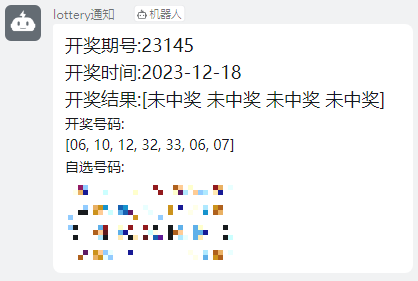 lottery通知 机器人
开奖期号:23145
开奖时间:2023-12-18
开奖结果:[未中奖 未中奖 未中奖 未中奖]
开奖号码:
[06, 10, 12, 32, 33, 06, 07]
自选号码: